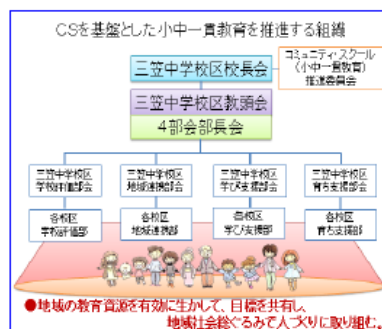 CSを基盤とした小中一貫教育を推進する組織
三笠中学校区校長会
コミュニティ・スクール
(小中一貫教育)
推進委員会
三笠中学校区教頭会
4部会部長会
三笠中学校区
学校評価部会
三笠中学校区
地域連携部会
三笠中学校区
学び支援部会
三笠中学校区
育ち支援部会
各校区
学校評価部
各校区
地域連携部
各校区
学び支援部
各校区
育ち支援部
●地域の教育資源を有効に生かして、目標を共有し、
地域社会総ぐるみで人づくりに取り組む。